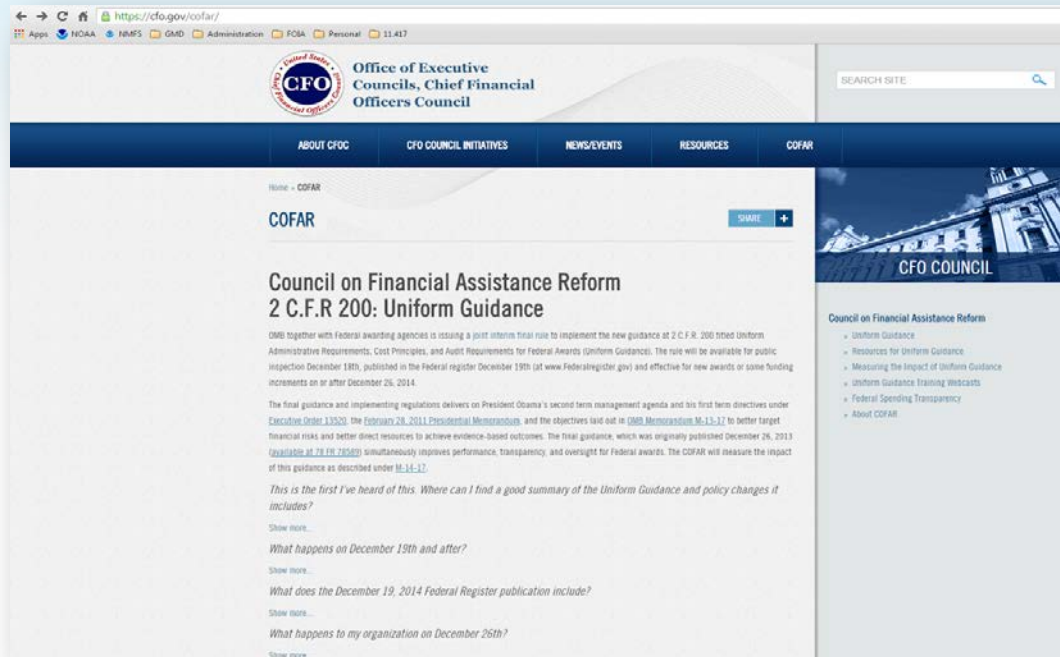 https://cfo.gov/cofar/
Apps NOAA NMFS GMD Administration FOIA Personal 11.417
United States
CFO
Chief Financial Officers Council
Office of Executive
Councils, Chief Financial
Officers Council
SEARCH SITE
ABOUT CFOC CFO COUNCIL INITIATIVES NEWS/EVENTS RESOURCES COFAR
Home » COFAR
COFAR
SHARE +
CFO COUNCIL
Council on Financial Assistance Reform
2 C.F.R 200: Uniform Guidance
OMB together with Federal awarding agencies is issuing a joint interim final rule to implement the new guidance at 2 C.F.R. 200 titled Uniform
Administrative Requirements, Cost Principles, and Audit Requirements for Federal Awards (Uniform Guidance). The rule will be available for public
inspection December 18th, published in the Federal register December 19th (at www.Federalregister.gov) and effective for new awards or some funding
increments on or after December 26, 2014.
The final guidance and implementing regulations delivers on President Obama's second term management agenda and his first term directives under
Executive Order 13520, the February 28, 2011 Presidential Memorandum, and the objectives laid out in OMB Memorandum M-13-17 to better target
financial risks and better direct resources to achieve evidence-based outcomes. The final guidance, which was originally published December 26, 2013
(available at 78 FR 78589) simultaneously improves performance, transparency, and oversight for Federal awards. The COFAR will measure the impact
of this guidance as described under M-14-17.
This is the first I've heard of this. Where can I find a good summary of the Uniform Guidance and policy changes it
includes?
Show more...
What happens on December 19th and after?
Show more...
What does the December 19, 2014 Federal Register publication include?
Show more...
What happens to my organization on December 26th?
Show more...
Council on Financial Assistance Reform
» Uniform Guidance
» Resources for Uniform Guidance
» Measuring the Impact of Uniform Guidance
» Uniform Guidance Training Webcasts
» Federal Spending Transparency
» About COFAR